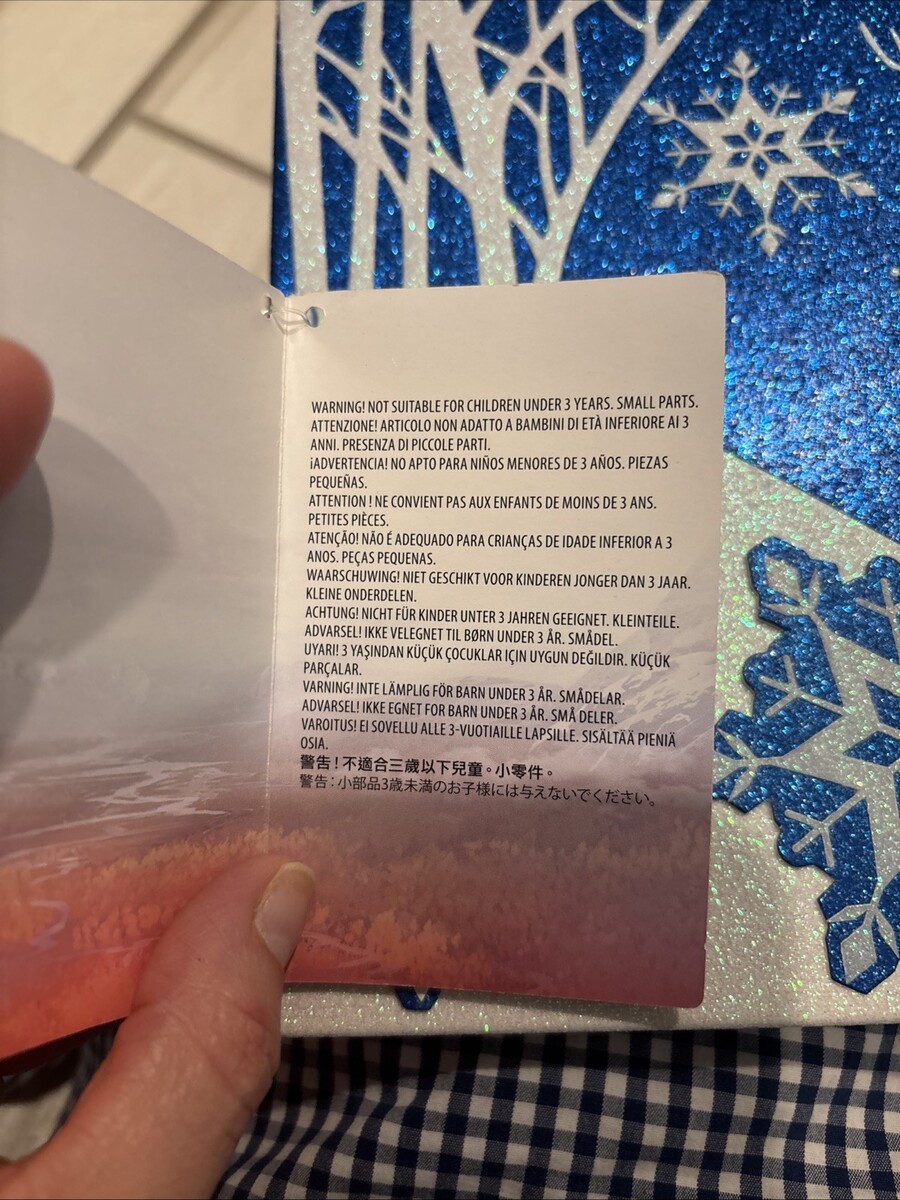 WARNING! NOT SUITABLE FOR CHILDREN UNDER 3 YEARS. SMALL PARTS.
ATTENZIONE! ARTICOLO NON ADATTO A BAMBINI DI ETÀ INFERIORE AI 3
ANNI. PRESENZA DI PICCOLE PARTI.
¡ADVERTENCIA! NO APTO PARA NIÑOS MENORES DE 3 AÑOS. PIEZAS
PEQUEÑAS.
ATTENTION ! NE CONVIENT PAS AUX ENFANTS DE MOINS DE 3 ANS.
PETITES PIÈCES.
ATENÇÃO! NÃO É ADEQUADO PARA CRIANÇAS DE IDADE INFERIOR A 3
ANOS. PEÇAS PEQUENAS.
WAARSCHUWING! NIET GESCHIKT VOOR KINDEREN JONGER DAN 3 JAAR.
KLEINE ONDERDELEN.
ACHTUNG! NICHT FÜR KINDER UNTER 3 JAHREN GEEIGNET. KLEINTEILE.
ADVARSEL! IKKE VELEGNET TIL BØRN UNDER 3 ÅR. SMÅDEL.
UYARI! 3 YAŞINDAN KÜÇÜK ÇOCUKLAR IÇIN UYGUN DEĞILDIR. KÜÇÜK
PARÇALAR.
VARNING! INTE LÄMPLIG FÖR BARN UNDER 3 ÅR. SMÅDELAR.
ADVARSEL! IKKE EGNET FOR BARN UNDER 3 ÅR. SMÅ DELER.
VAROITUS! EI SOVELLU ALLE 3-VUOTIAILLE LAPSILLE. SISÄLTÄÄ PIENIÄ
OSIA.
警告！不適合三歲以下兒童。小零件。
警告：小部品3歳未満のお子様には与えないでください。